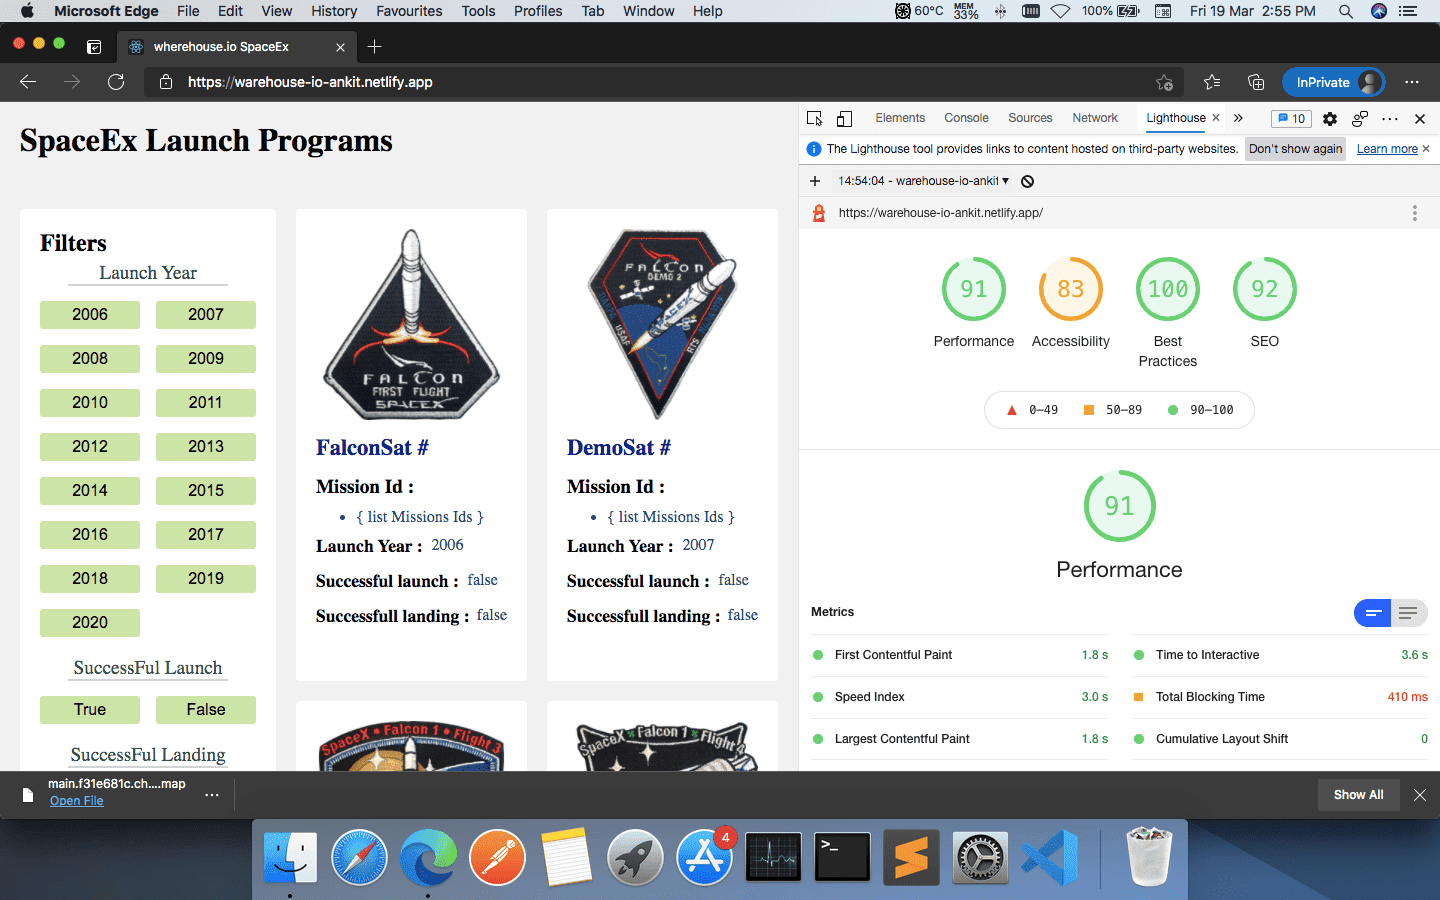 Microsoft Edge File Edit View History Favourites Tools Profiles Tab Window Help 60°C MEM 33% 100% Fri 19 Mar 2:55 PM
wherehouse.io SpaceEx
https://warehouse-io-ankit.netlify.app
InPrivate
SpaceEx Launch Programs
Filters
Launch Year
2006 2007
2008 2009
2010 2011
2012 2013
2014 2015
2016 2017
2018 2019
2020
SuccessFul Launch
True False
SuccessFul Landing
FALCON
FIRST FLIGHT
SPACEX
FalconSat #
Mission Id :
• { list Missions Ids }
Launch Year : 2006
Successful launch : false
Successfull landing : false
FALCON
DEMO 2
USAF
RTS
DemoSat #
Mission Id :
• { list Missions Ids }
Launch Year : 2007
Successful launch : false
Successfull landing : false
SpaceX • Falcon 1 • Flight 3
SpaceX Falcon 1 Flight
Elements Console Sources Network Lighthouse × » 10
The Lighthouse tool provides links to content hosted on third-party websites. Don't show again Learn more
+ 14:54:04 - warehouse-io-ankit
https://warehouse-io-ankit.netlify.app/
91 83 100 92
Performance Accessibility Best Practices SEO
0–49 50–89 90–100
91
Performance
Metrics
First Contentful Paint 1.8 s Time to Interactive 3.6 s
Speed Index 3.0 s Total Blocking Time 410 ms
Largest Contentful Paint 1.8 s Cumulative Layout Shift 0
main.f31e681c.ch....map
Open File
Show All
4
>_